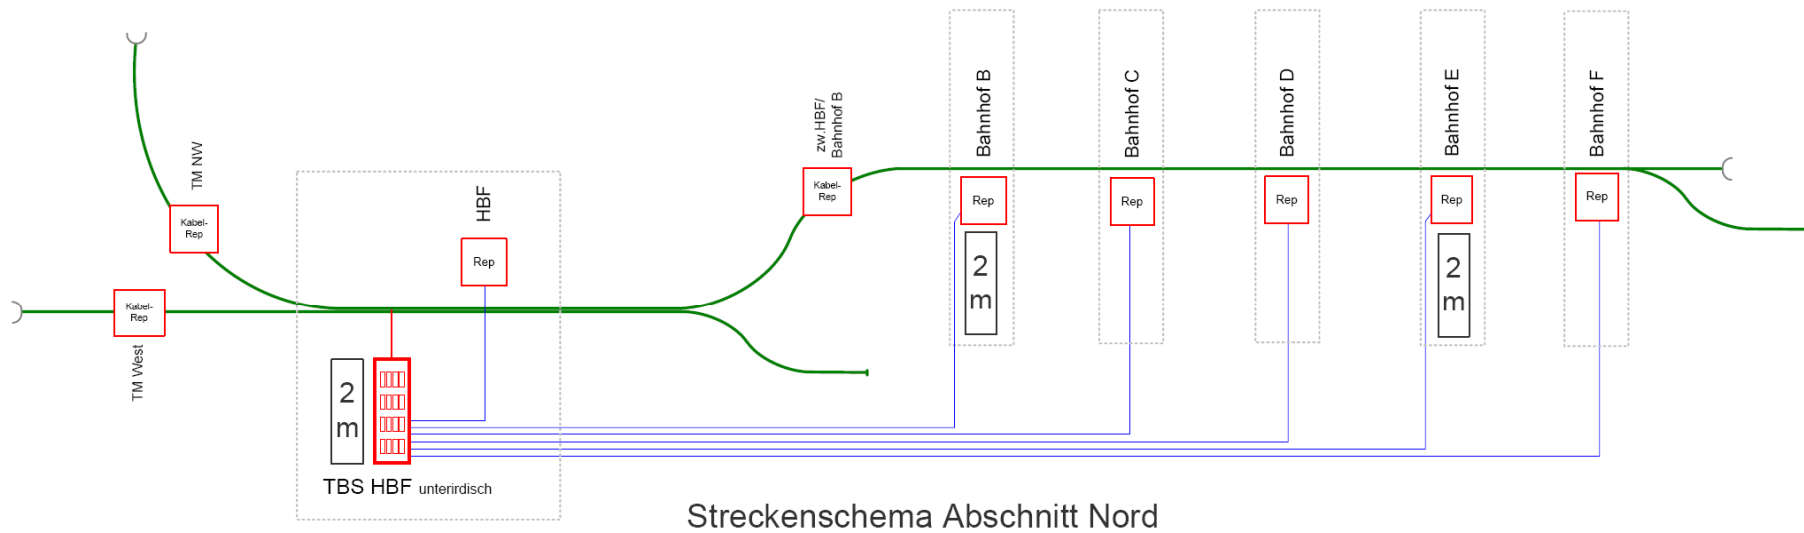 TM NW
Kabel-
Rep
Kabel-
Rep
TM West
HBF
Rep
2
m
TBS HBF unterirdisch
zw.HBF/
Bahnhof B
Kabel-
Rep
Bahnhof B
Rep
2
m
Bahnhof C
Rep
Bahnhof D
Rep
Bahnhof E
Rep
2
m
Bahnhof F
Rep
Streckenschema Abschnitt Nord